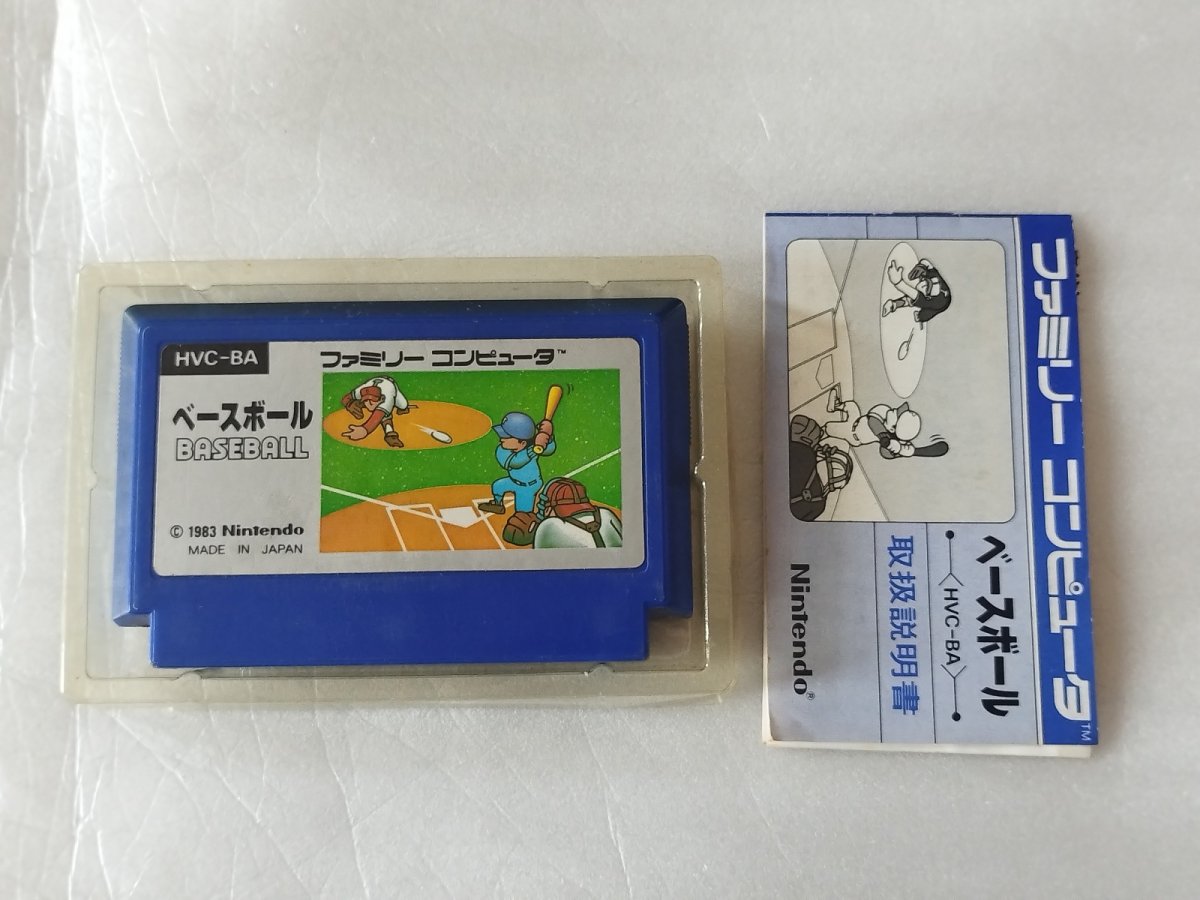 HVC-BA
ファミリー コンピュータ™
ベースボール
BASEBALL
© 1983 Nintendo
MADE IN JAPAN
ファミリー コンピュータ™
ベースボール
〈HVC-BA〉
取扱説明書
Nintendo®